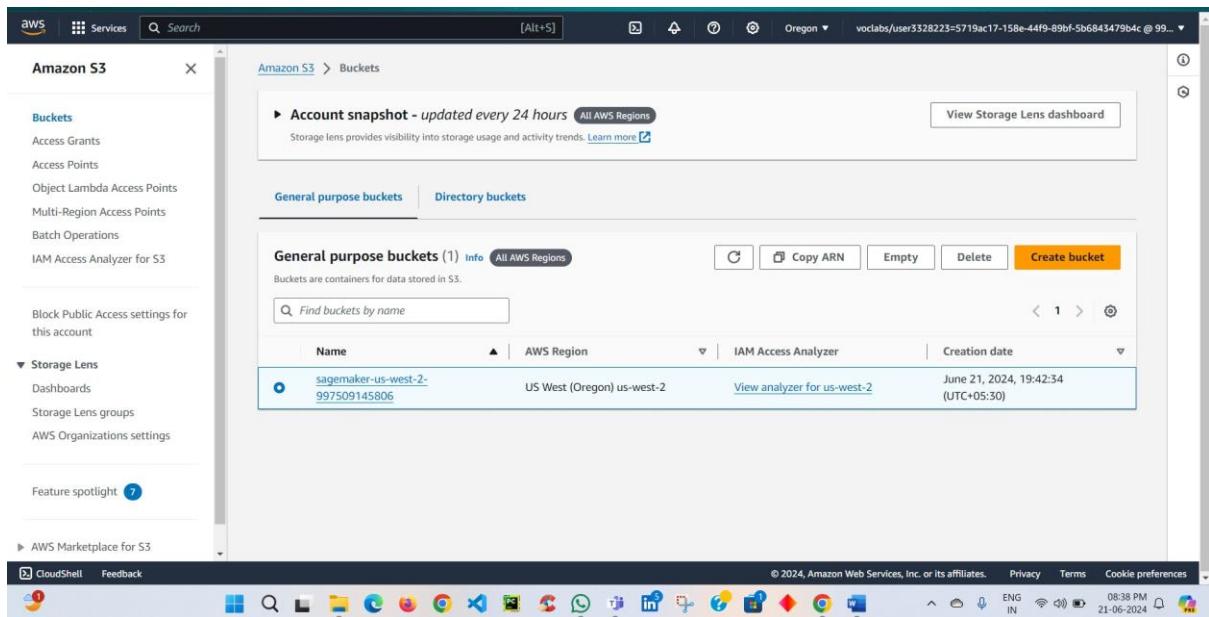 aws
Services
Search
[Alt+S]
Oregon ▼
voclabs/user3328223=5719ac17-158e-44f9-89bf-5b6843479b4c @ 99... ▼
Amazon S3
Buckets
Access Grants
Access Points
Object Lambda Access Points
Multi-Region Access Points
Batch Operations
IAM Access Analyzer for S3
Block Public Access settings for
this account
Storage Lens
Dashboards
Storage Lens groups
AWS Organizations settings
Feature spotlight 7
AWS Marketplace for S3
Amazon S3 > Buckets
Account snapshot - updated every 24 hours All AWS Regions
Storage lens provides visibility into storage usage and activity trends. Learn more
View Storage Lens dashboard
General purpose buckets
Directory buckets
General purpose buckets (1) Info All AWS Regions
Buckets are containers for data stored in S3.
Copy ARN
Empty
Delete
Create bucket
Find buckets by name
< 1 >
Name
AWS Region
IAM Access Analyzer
Creation date
sagemaker-us-west-2-
997509145806
US West (Oregon) us-west-2
View analyzer for us-west-2
June 21, 2024, 19:42:34
(UTC+05:30)
CloudShell
Feedback
© 2024, Amazon Web Services, Inc. or its affiliates.
Privacy
Terms
Cookie preferences
ENG
IN
08:38 PM
21-06-2024